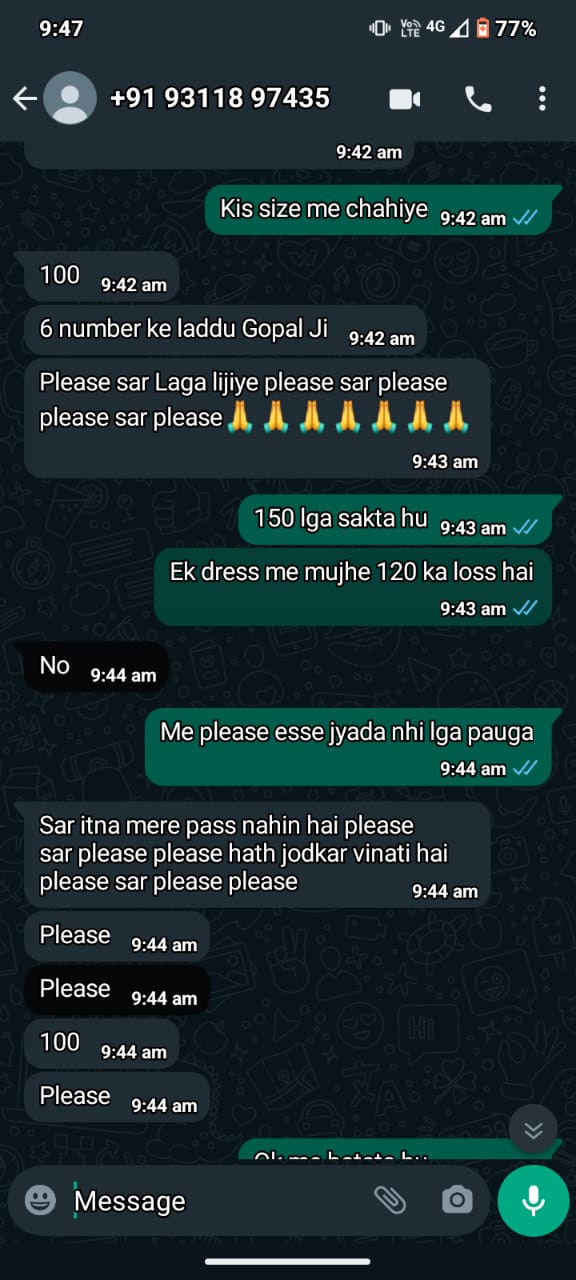 9:47
Vo)) LTE 4G 77%
+91 93118 97435
9:42 am
Kis size me chahiye 9:42 am
100 9:42 am
6 number ke laddu Gopal Ji 9:42 am
Please sar Laga lijiye please sar please
please sar please🙏🙏🙏🙏🙏🙏🙏
9:43 am
150 lga sakta hu 9:43 am
Ek dress me mujhe 120 ka loss hai
9:43 am
No 9:44 am
Me please esse jyada nhi lga pauga
9:44 am
Sar itna mere pass nahin hai please
sar please please hath jodkar vinati hai
please sar please please 9:44 am
Please 9:44 am
Please 9:44 am
100 9:44 am
Please 9:44 am
Ok me batata hu
Message